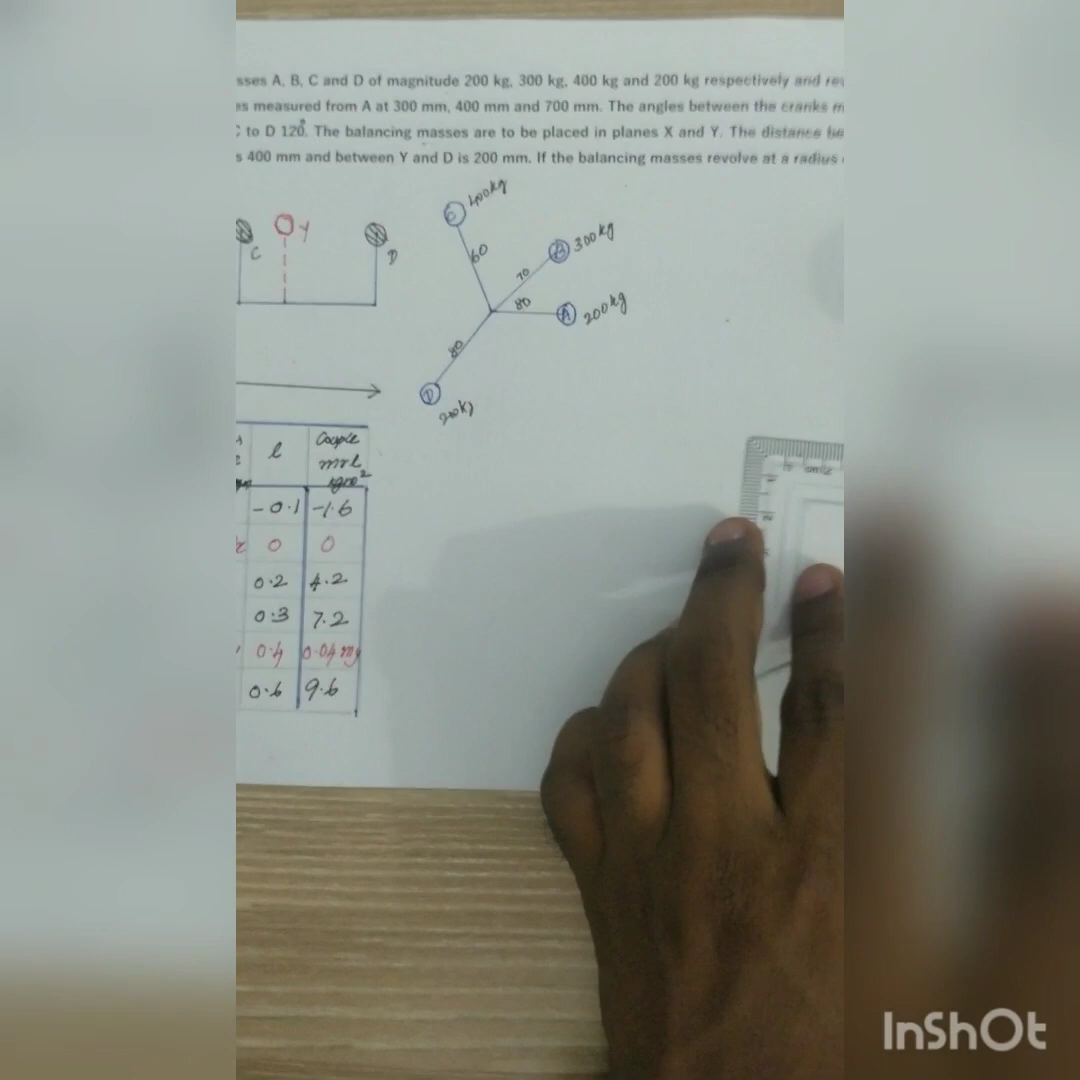 sses A, B, C and D of magnitude 200 kg, 300 kg, 400 kg and 200 kg respectively and
es measured from A at 300 mm, 400 mm and 700 mm. The angles between the cranks
C to D 120°. The balancing masses are to be placed in planes X and Y. The distance be
s 400 mm and between Y and D is 200 mm. If the balancing masses revolve at a radius
C
Y
D
C 400kg
60
B 300kg
70
80
A 200kg
80
D
200kg
l
Couple
mrl
kgm²
-0.1 -1.6
0 0
0.2 4.2
0.3 7.2
0.4 0.04 my
0.6 9.6
InShOt